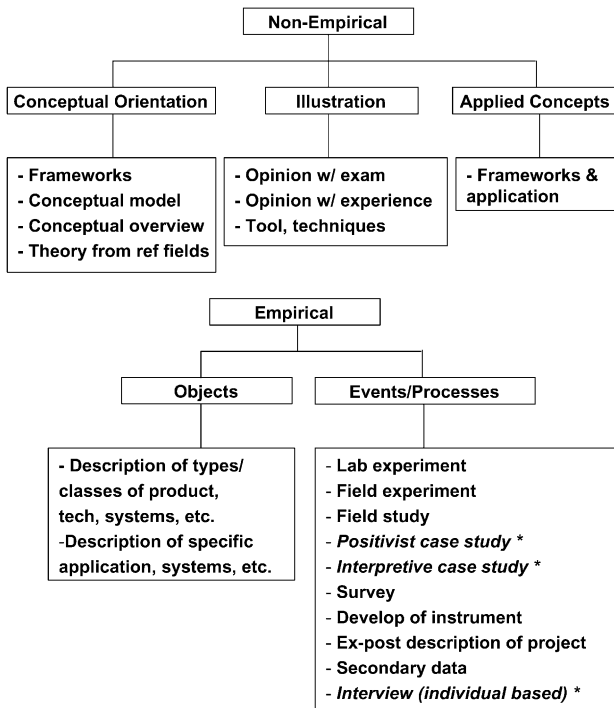 Non-Empirical
Conceptual Orientation
Illustration
Applied Concepts
- Frameworks
- Conceptual model
- Conceptual overview
- Theory from ref fields
- Opinion w/ exam
- Opinion w/ experience
- Tool, techniques
- Frameworks &
application
Empirical
Objects
Events/Processes
- Description of types/
classes of product,
tech, systems, etc.
-Description of specific
application, systems, etc.
- Lab experiment
- Field experiment
- Field study
- Positivist case study *
- Interpretive case study *
- Survey
- Develop of instrument
- Ex-post description of project
- Secondary data
- Interview (individual based) *